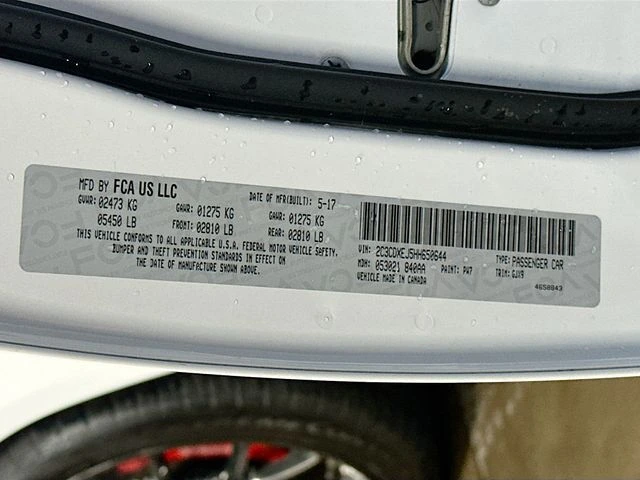 MFD BY FCA US LLC
DATE OF MFR(BUILT): 5-17
GVWR: 02473 KG GAWR: 01275 KG GAWR: 01275 KG
05450 LB FRONT: 02810 LB REAR: 02810 LB
THIS VEHICLE CONFORMS TO ALL APPLICABLE U.S.A. FEDERAL MOTOR VEHICLE SAFETY,
BUMPER AND THEFT PREVENTION STANDARDS IN EFFECT ON
THE DATE OF MANUFACTURE SHOWN ABOVE.
VIN: 2C3CDXEJ5HH650644 TYPE: PASSENGER CAR
MDH: 053021 840AA PAINT: PW7 TRIM: GJX9
VEHICLE MADE IN CANADA
4658843